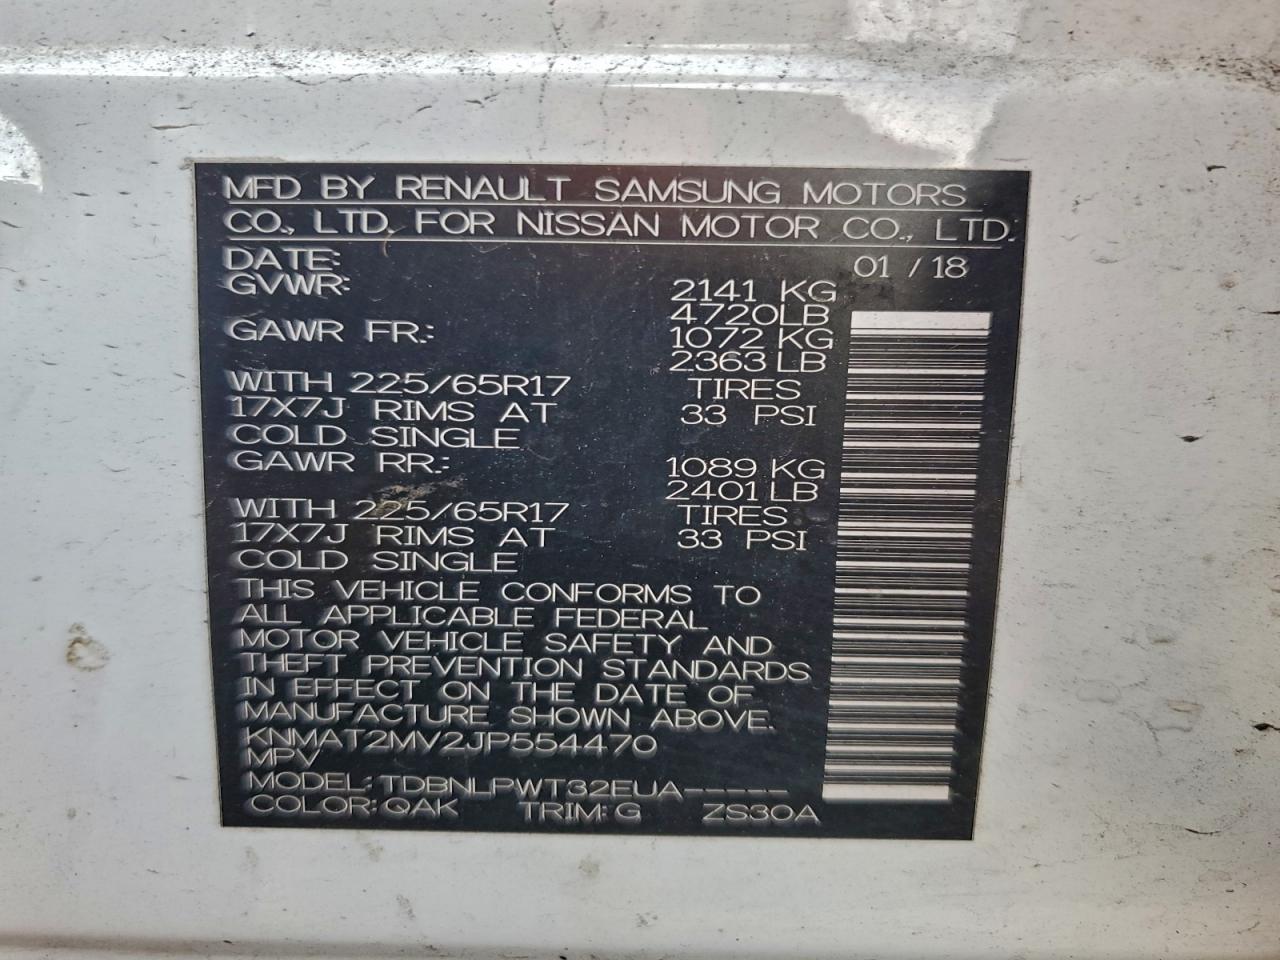 MFD BY RENAULT SAMSUNG MOTORS
CO., LTD. FOR NISSAN MOTOR CO., LTD.
DATE: 01 / 18
GVWR: 2141 KG
4720LB
GAWR FR.: 1072 KG
2363 LB
WITH 225/65R17 TIRES
17X7J RIMS AT 33 PSI
COLD SINGLE
GAWR RR.: 1089 KG
2401 LB
WITH 225/65R17 TIRES
17X7J RIMS AT 33 PSI
COLD SINGLE
THIS VEHICLE CONFORMS TO
ALL APPLICABLE FEDERAL
MOTOR VEHICLE SAFETY AND
THEFT PREVENTION STANDARDS
IN EFFECT ON THE DATE OF
MANUFACTURE SHOWN ABOVE.
KNMAT2MV2JP554470
MPV
MODEL: TDBNLPWT32EUA------
COLOR: QAK TRIM: G ZS30A